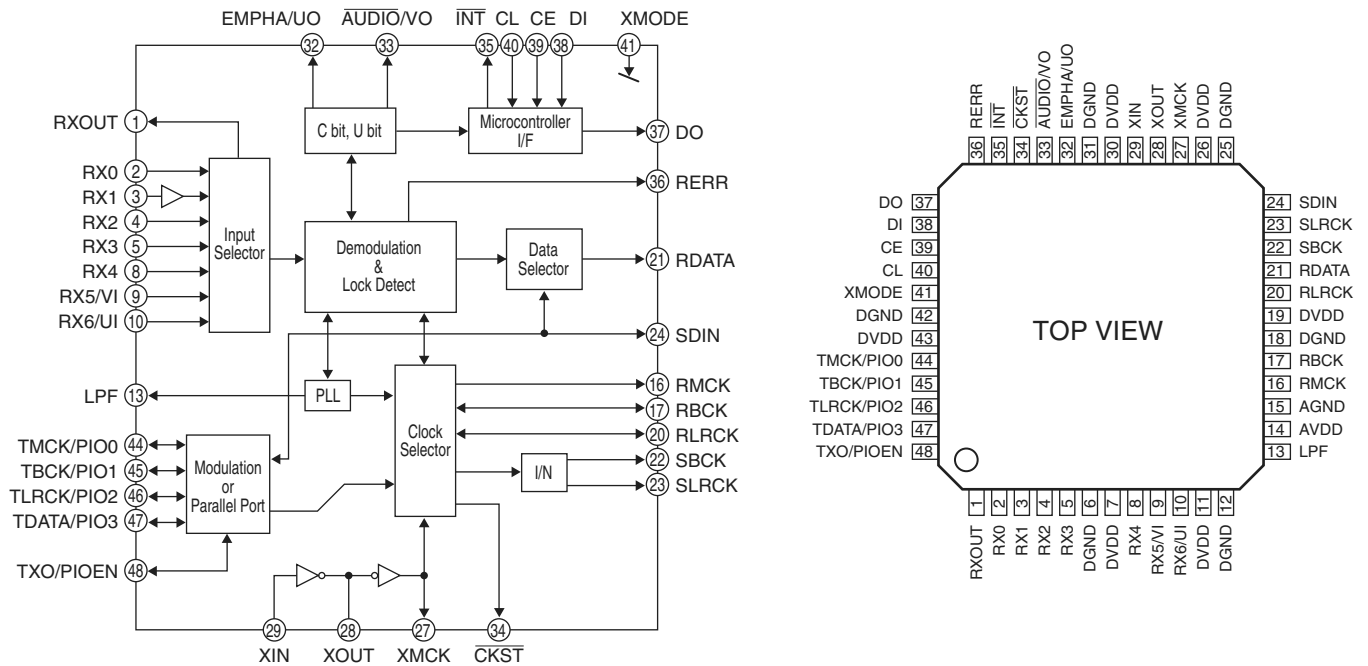 EMPHA/UO A̅U̅D̅I̅O̅/VO I̅N̅T̅ CL CE DI XMODE
32 33 35 40 39 38 41
RXOUT 1
C bit, U bit
Microcontroller
I/F
37 DO
RX0 2
36 RERR
RX1 3
RX2 4
RX3 5
RX4 8
RX5/VI 9
RX6/UI 10
Input
Selector
Demodulation
&
Lock Detect
Data
Selector
21 RDATA
24 SDIN
LPF 13
PLL
Clock
Selector
16 RMCK
17 RBCK
20 RLRCK
I/N
22 SBCK
23 SLRCK
TMCK/PIO0 44
TBCK/PIO1 45
TLRCK/PIO2 46
TDATA/PIO3 47
Modulation
or
Parallel Port
TXO/PIOEN 48
29 28 27 34
XIN XOUT XMCK C̅K̅S̅T̅
RERR I̅N̅T̅ C̅K̅S̅T̅ A̅U̅D̅I̅O̅/VO EMPHA/UO DGND DVDD XIN XOUT XMCK DVDD DGND
36 35 34 33 32 31 30 29 28 27 26 25
DO 37
DI 38
CE 39
CL 40
XMODE 41
DGND 42
DVDD 43
TMCK/PIO0 44
TBCK/PIO1 45
TLRCK/PIO2 46
TDATA/PIO3 47
TXO/PIOEN 48
TOP VIEW
24 SDIN
23 SLRCK
22 SBCK
21 RDATA
20 RLRCK
19 DVDD
18 DGND
17 RBCK
16 RMCK
15 AGND
14 AVDD
13 LPF
1 2 3 4 5 6 7 8 9 10 11 12
RXOUT RX0 RX1 RX2 RX3 DGND DVDD RX4 RX5/VI RX6/UI DVDD DGND